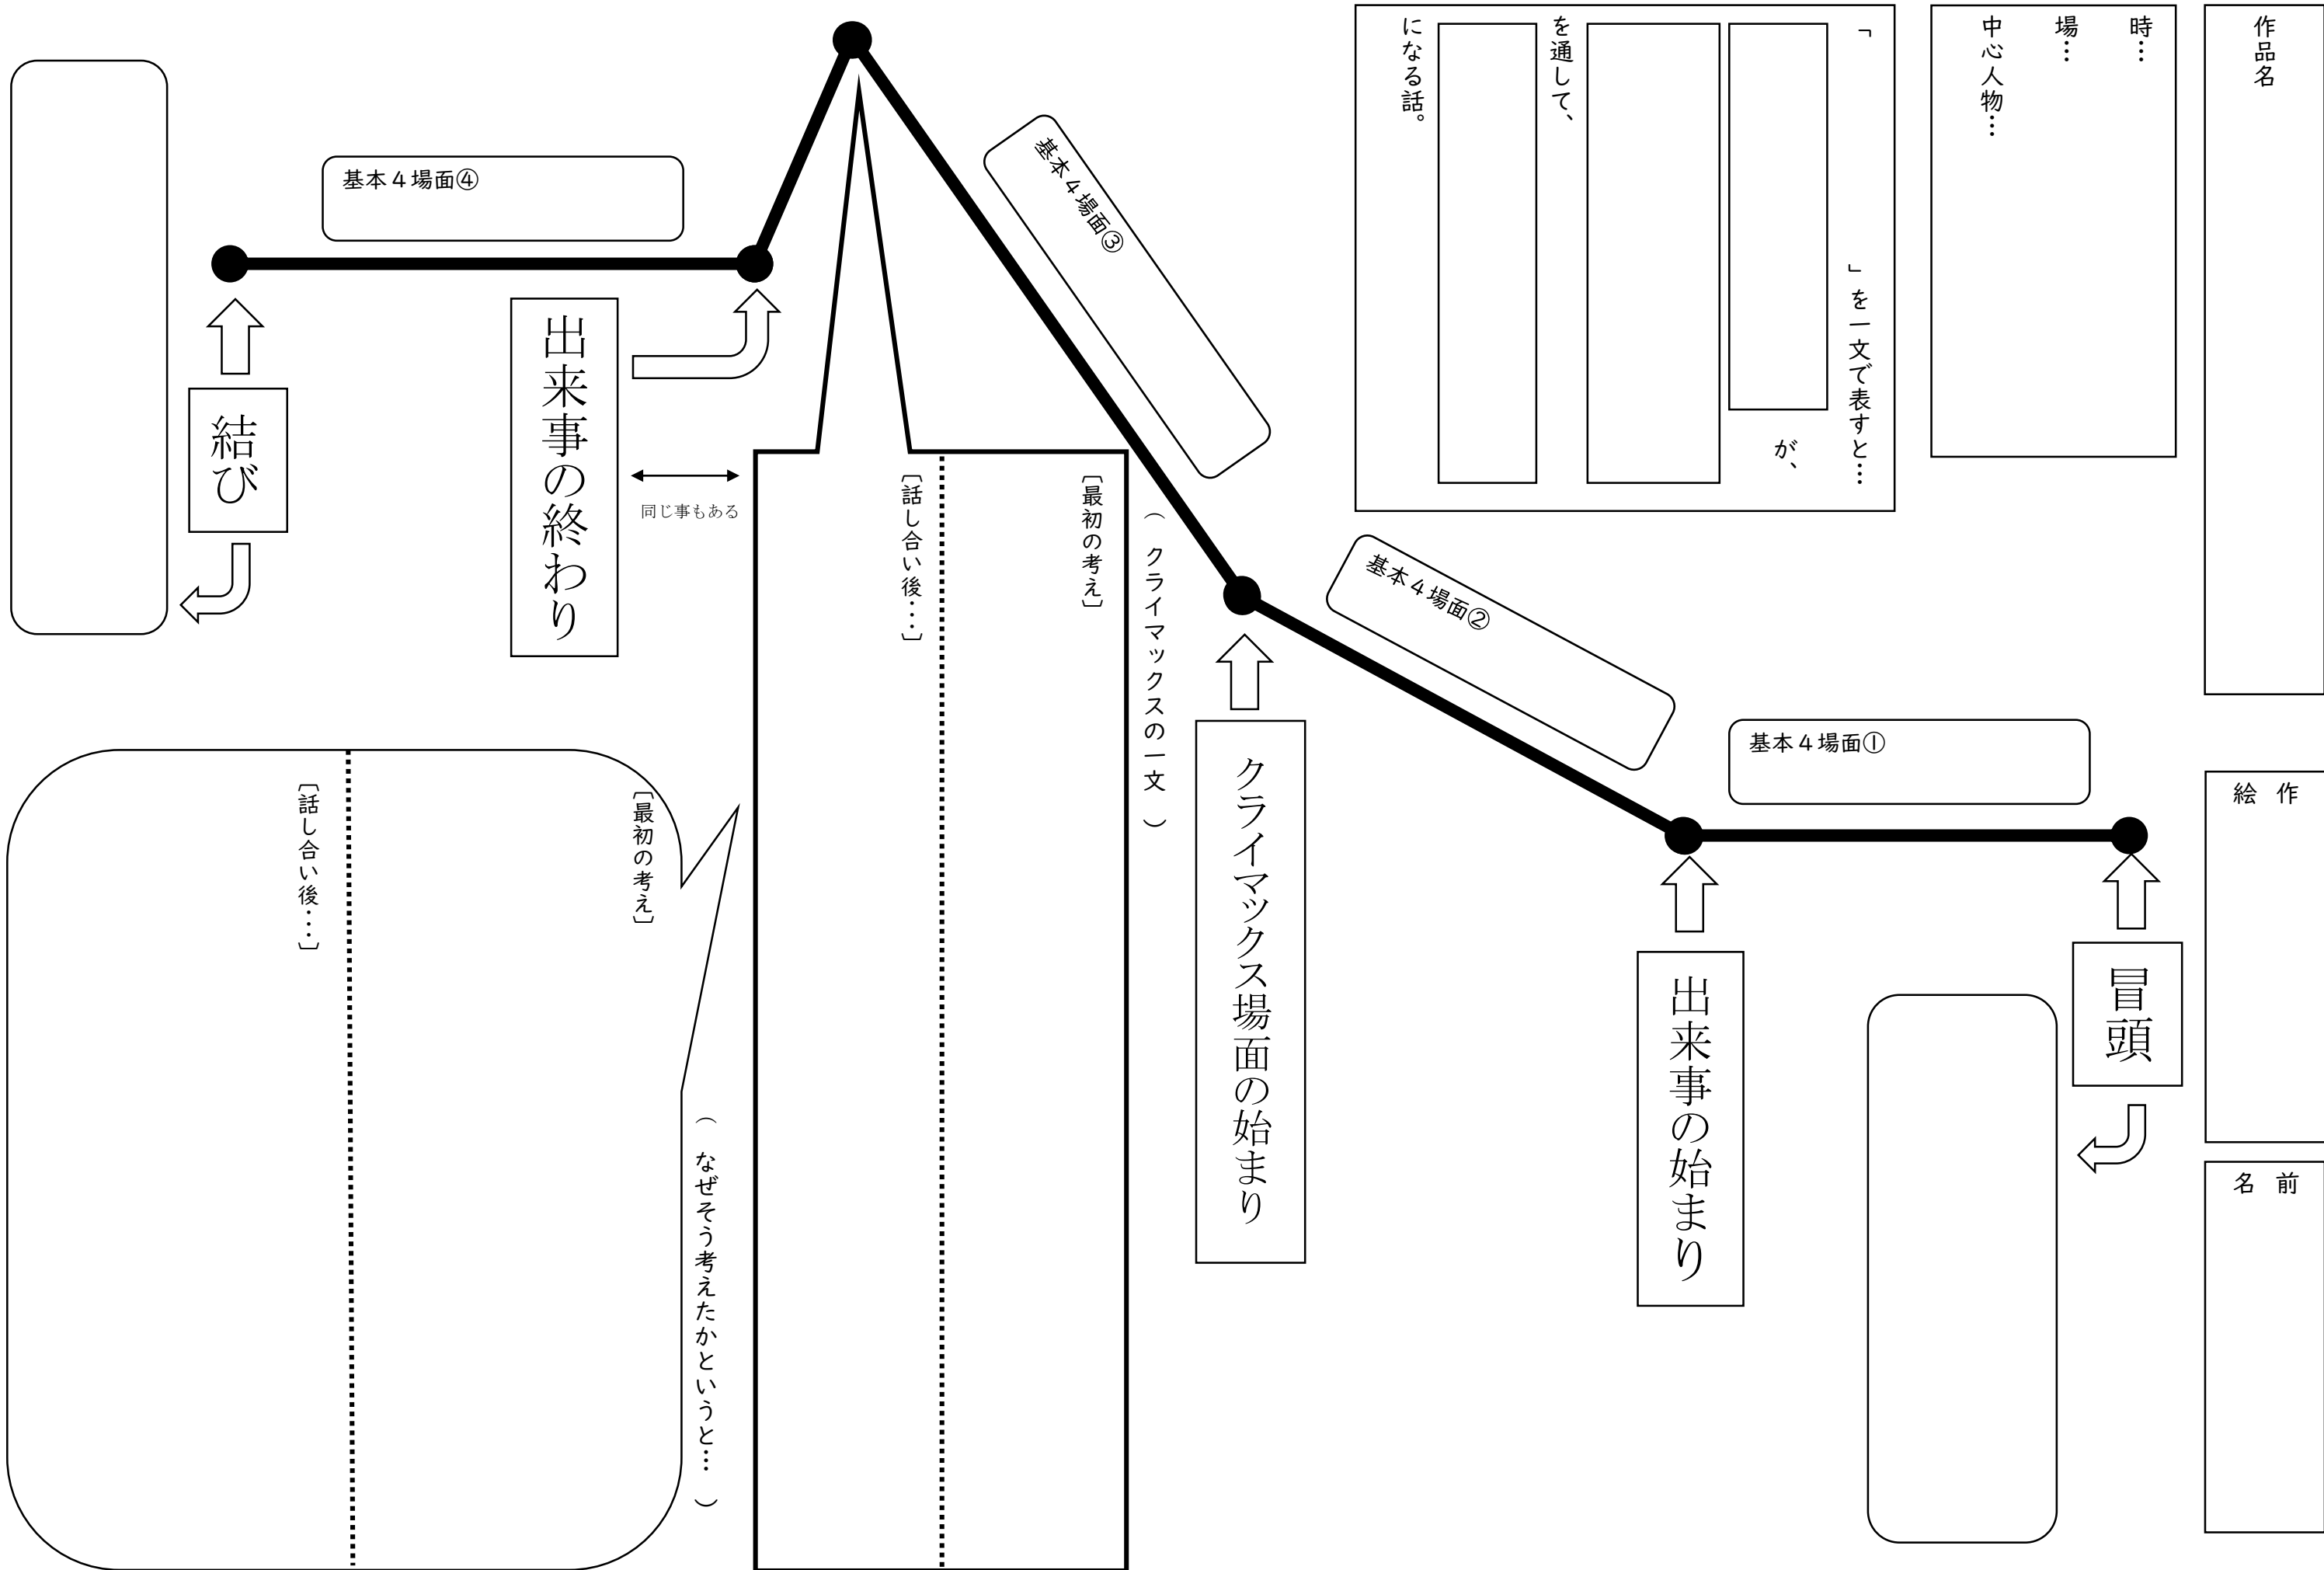 作品名
作
絵
前
名
時…
場…
中心人物…
「　　　」を一文で表すと…
が、
を通して、
になる話。
冒頭
基本４場面①
出来事の始まり
基本４場面②
クライマックス場面の始まり
基本４場面③
（　クライマックスの一文　）
［最初の考え］
［話し合い後・・・］
同じ事もある
出来事の終わり
基本４場面④
結び
（　なぜそう考えたかというと…　）
［最初の考え］
［話し合い後・・・］